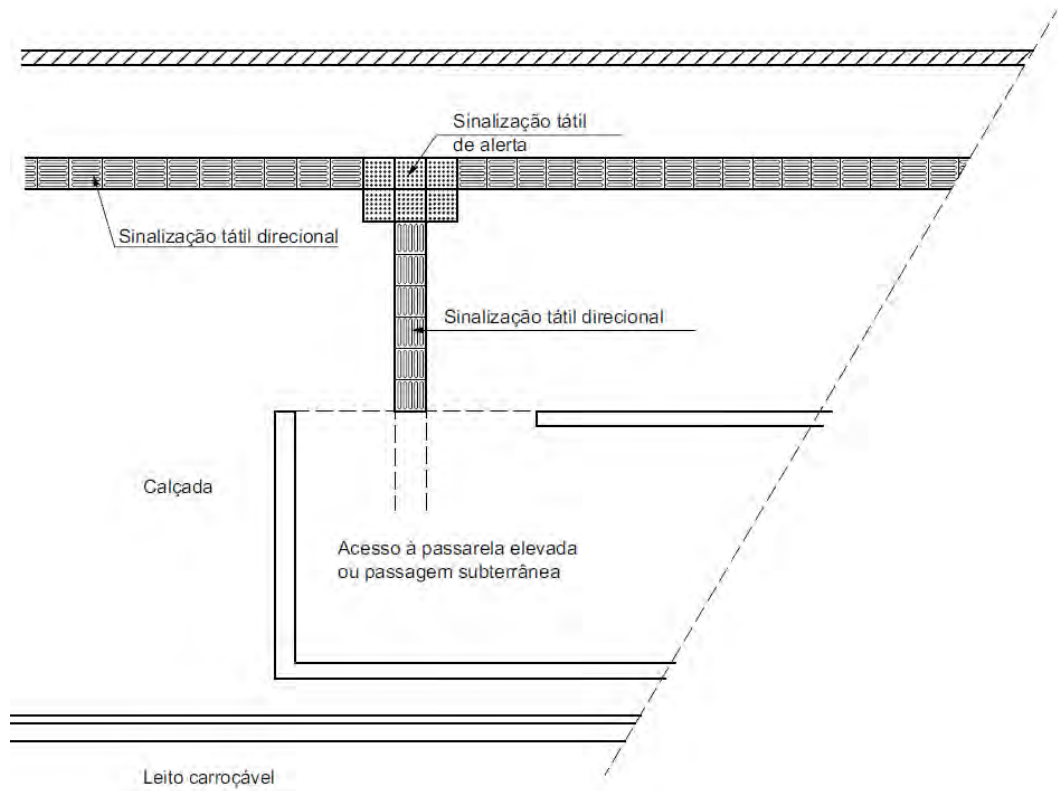 Sinalização tátil
de alerta
Sinalização tátil direcional
Sinalização tátil direcional
Calçada
Acesso à passarela elevada
ou passagem subterrânea
Leito carroçável